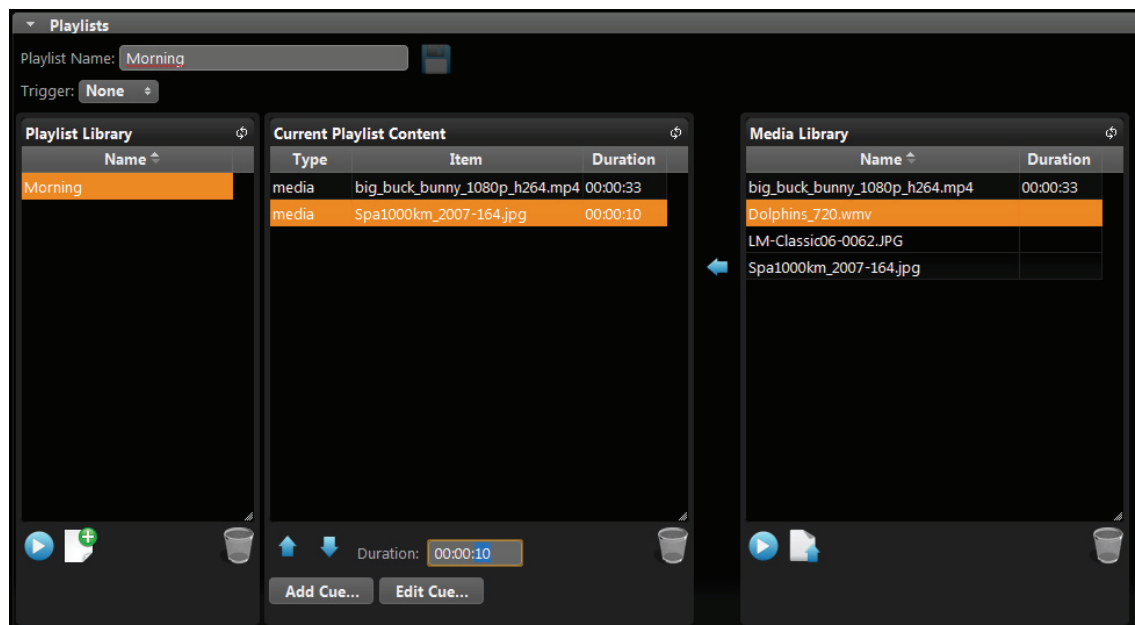 Playlists
Playlist Name: Morning
Trigger: None
Playlist Library
Name
Morning
Current Playlist Content
Type Item Duration
media big_buck_bunny_1080p_h264.mp4 00:00:33
media Spa1000km_2007-164.jpg 00:00:10
Duration: 00:00:10
Add Cue... Edit Cue...
Media Library
Name Duration
big_buck_bunny_1080p_h264.mp4 00:00:33
Dolphins_720.wmv
LM-Classic06-0062.JPG
Spa1000km_2007-164.jpg